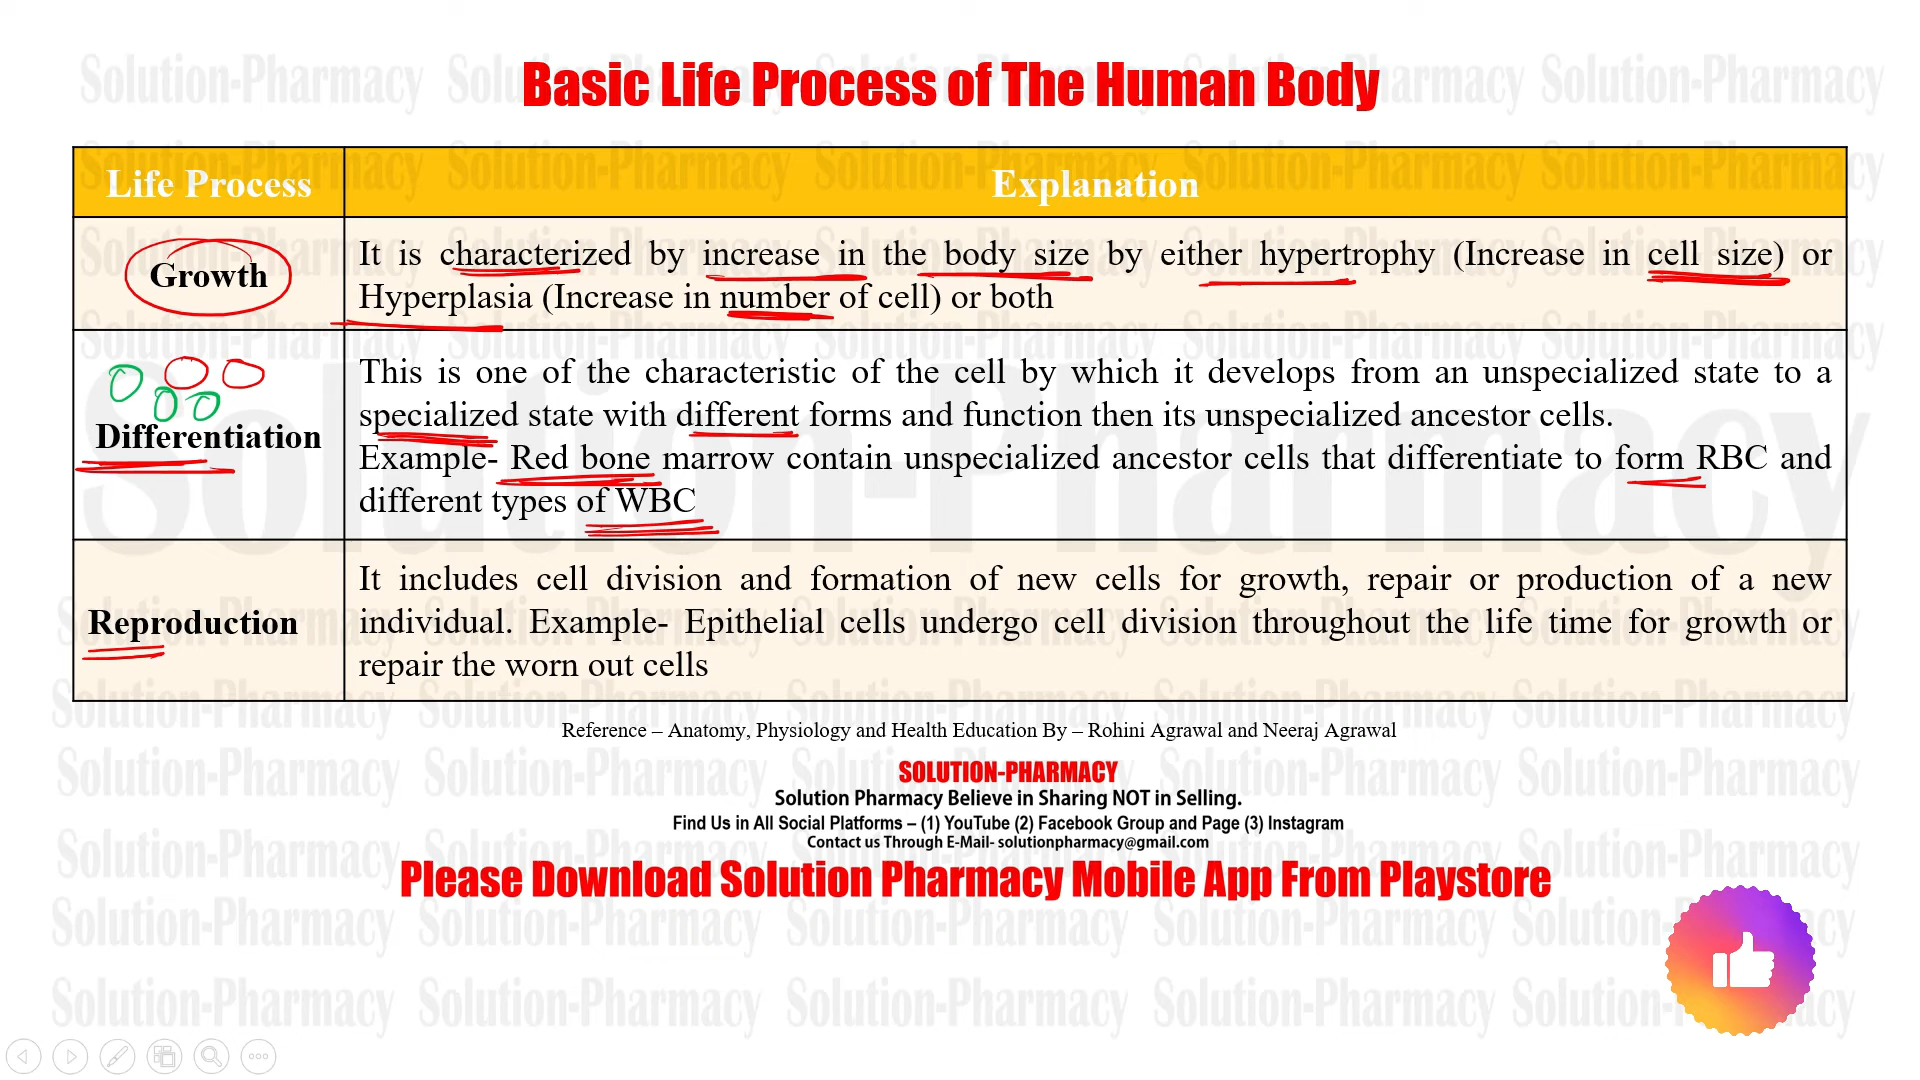 Basic Life Process of The Human Body
Life Process
Explanation
Growth
It is characterized by increase in the body size by either hypertrophy (Increase in cell size) or
Hyperplasia (Increase in number of cell) or both
Differentiation
This is one of the characteristic of the cell by which it develops from an unspecialized state to a
specialized state with different forms and function then its unspecialized ancestor cells.
Example- Red bone marrow contain unspecialized ancestor cells that differentiate to form RBC and
different types of WBC
Reproduction
It includes cell division and formation of new cells for growth, repair or production of a new
individual. Example- Epithelial cells undergo cell division throughout the life time for growth or
repair the worn out cells
Reference – Anatomy, Physiology and Health Education By – Rohini Agrawal and Neeraj Agrawal
SOLUTION-PHARMACY
Solution Pharmacy Believe in Sharing NOT in Selling.
Find Us in All Social Platforms – (1) YouTube (2) Facebook Group and Page (3) Instagram
Contact us Through E-Mail- solutionpharmacy@gmail.com
Please Download Solution Pharmacy Mobile App From Playstore
Solution-Pharmacy